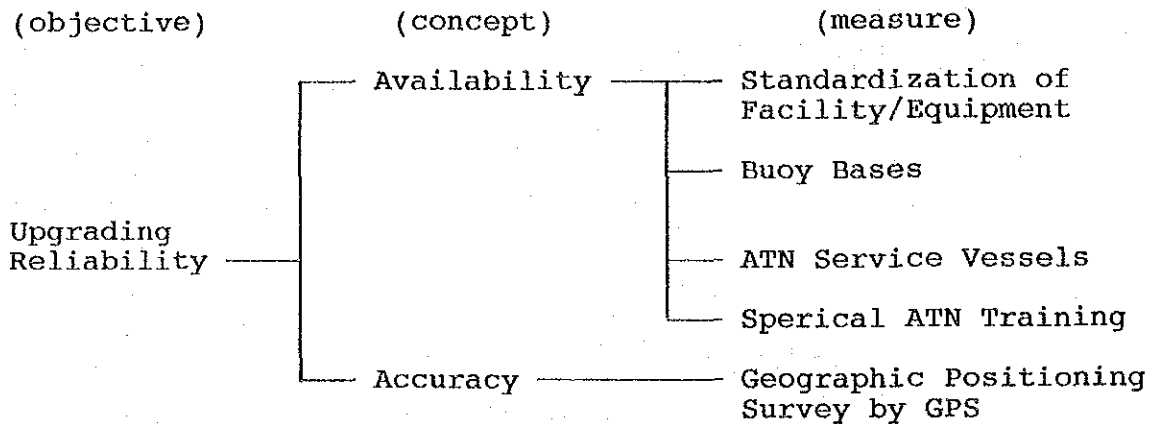 (objective) (concept) (measure)
Availability Standardization of
Facility/Equipment
Buoy Bases
Upgrading
Reliability ATN Service Vessels
Sperical ATN Training
Accuracy Geographic Positioning
Survey by GPS